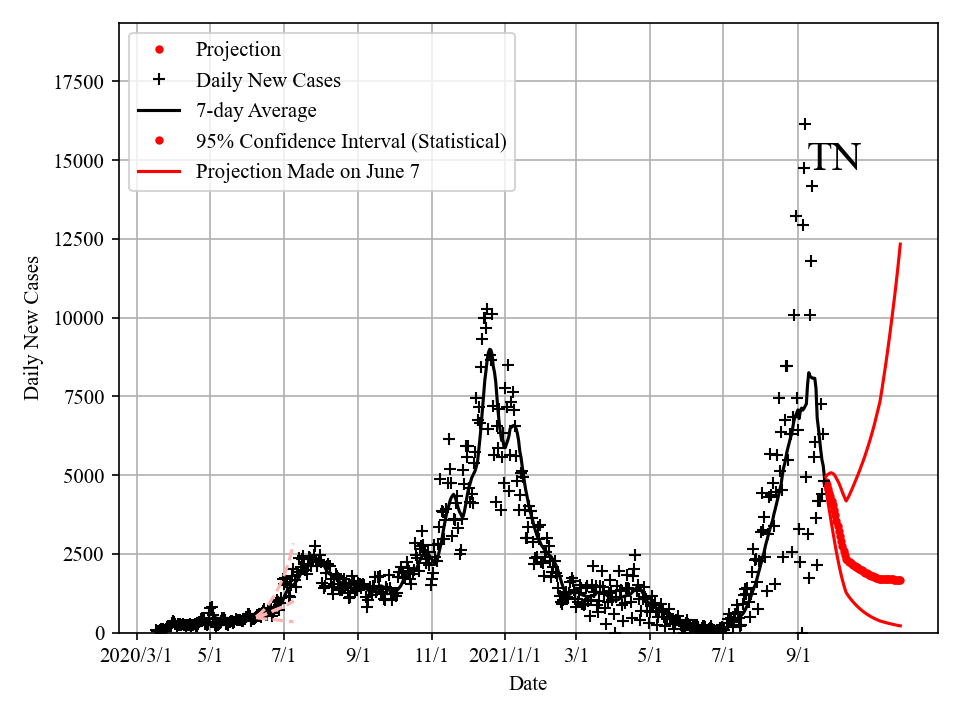 Projection
Daily New Cases
7-day Average
95% Confidence Interval (Statistical)
Projection Made on June 7
TN
17500
15000
12500
10000
7500
5000
2500
0
Daily New Cases
2020/3/1 5/1 7/1 9/1 11/1 2021/1/1 3/1 5/1 7/1 9/1
Date